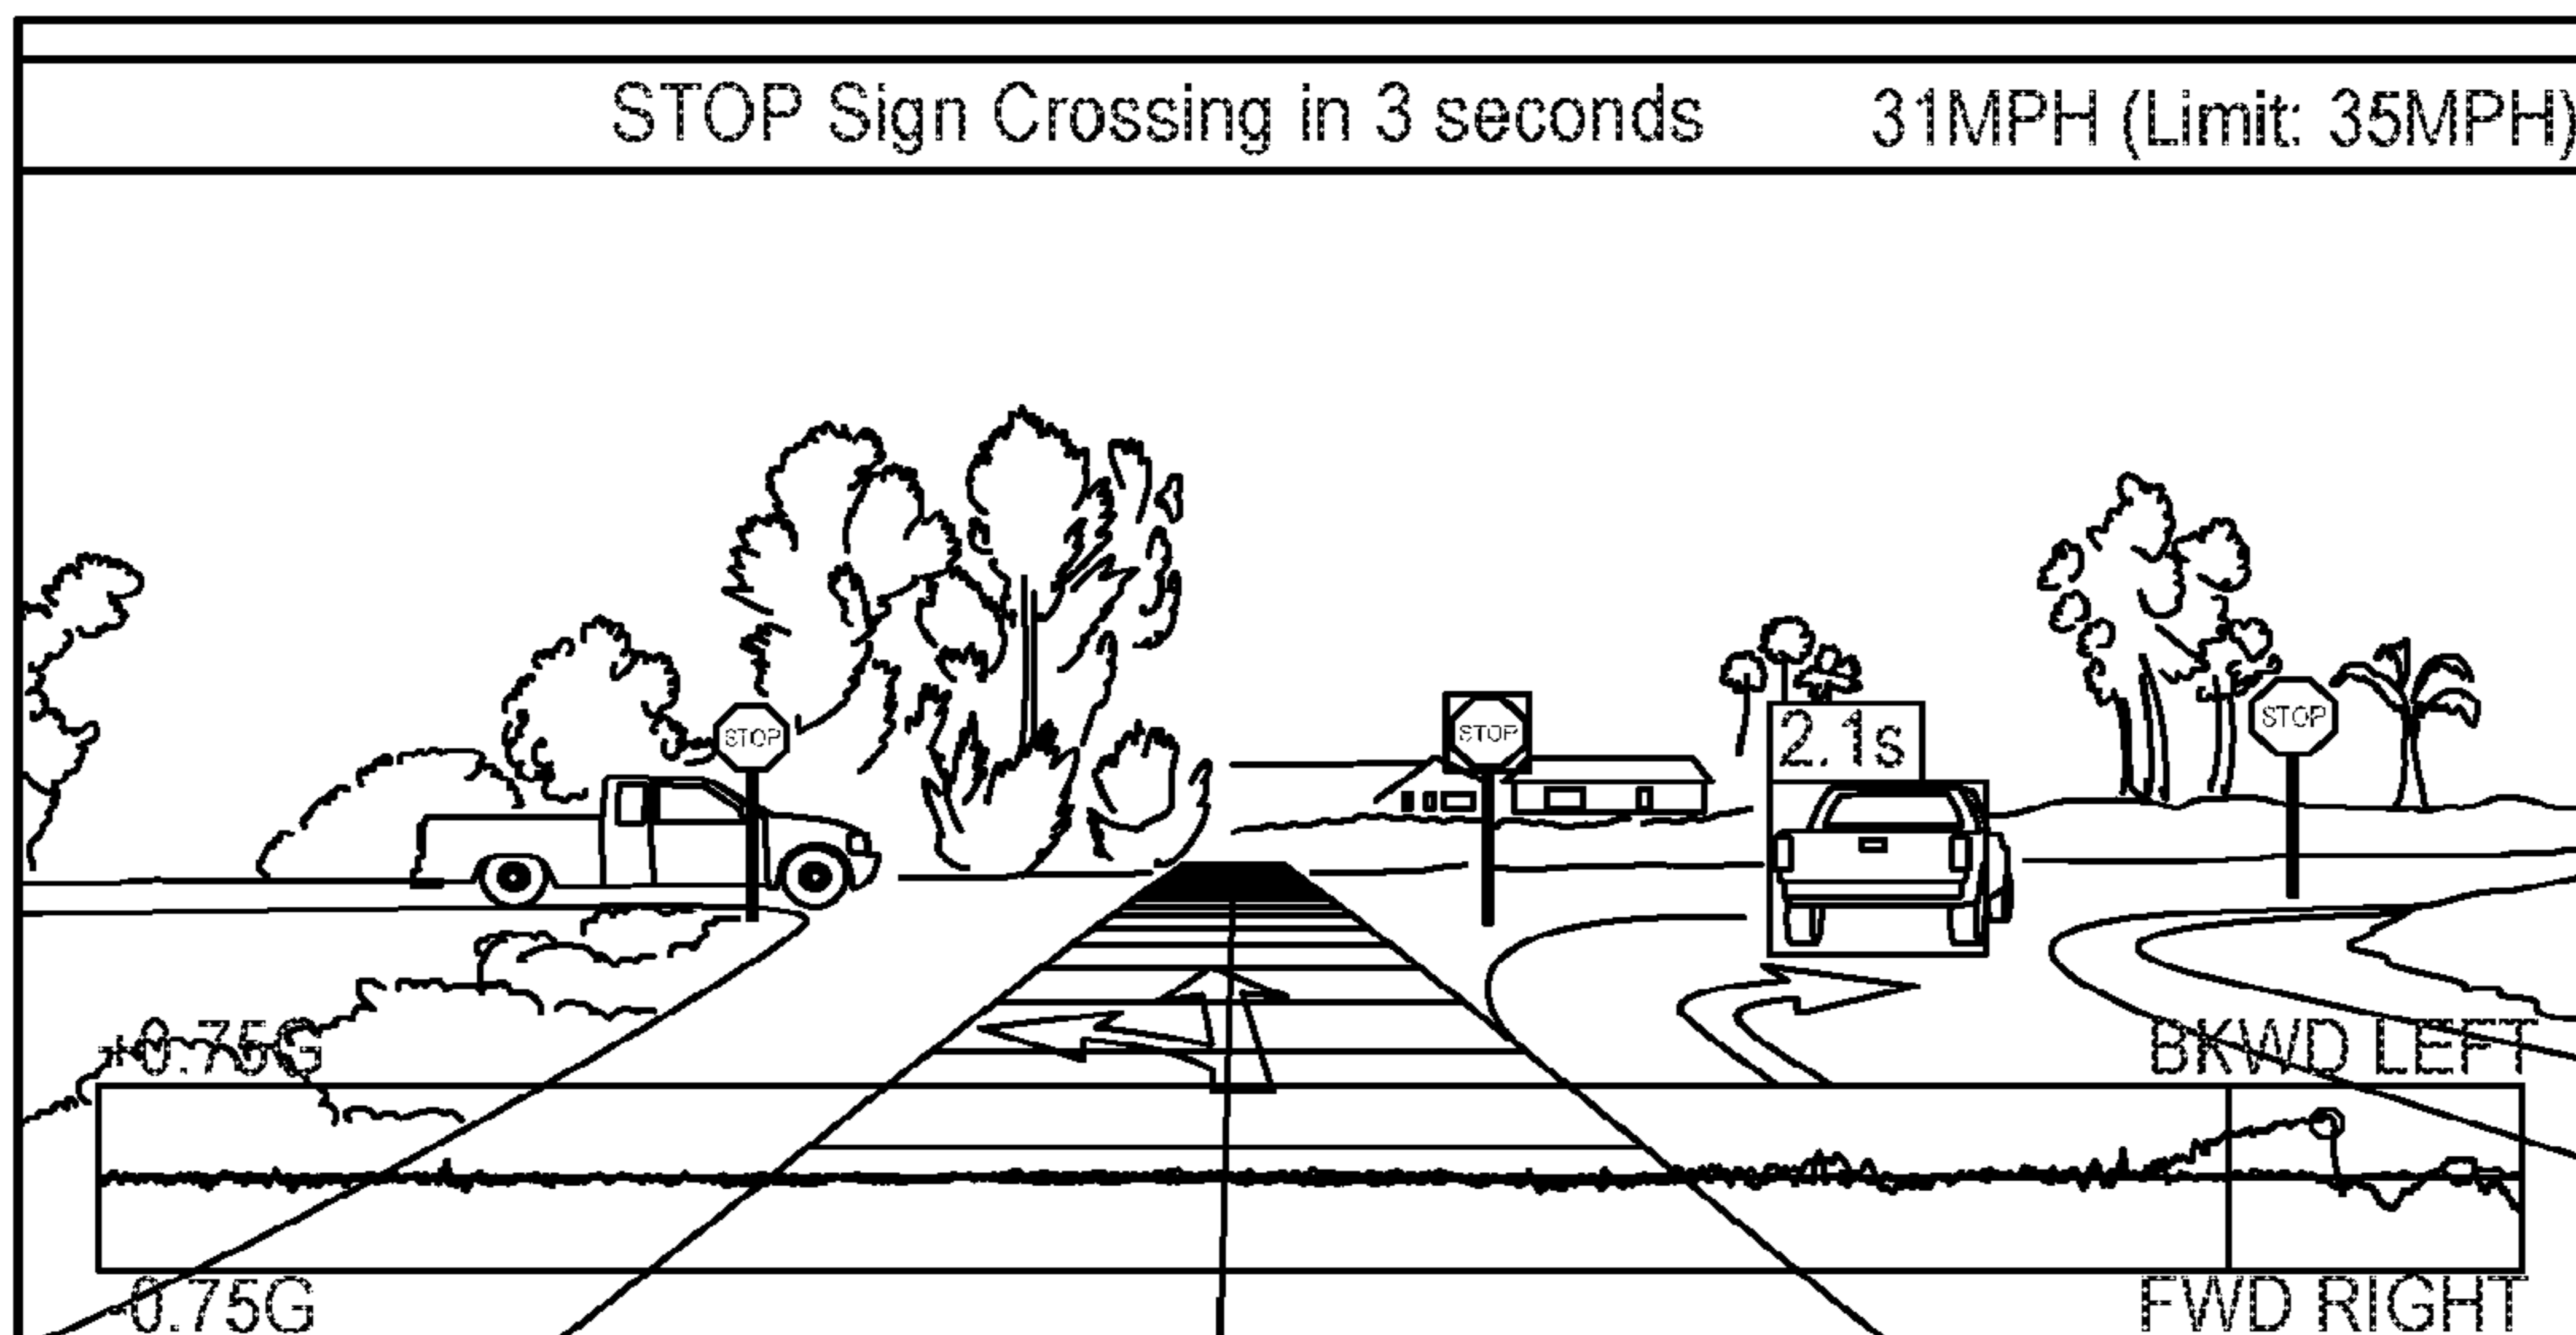 STOP Sign Crossing in 3 seconds 31MPH (Limit: 35MPH)
STOP
STOP
2.1s
STOP
+0.75G
BKWD LEFT
-0.75G
FWD RIGHT